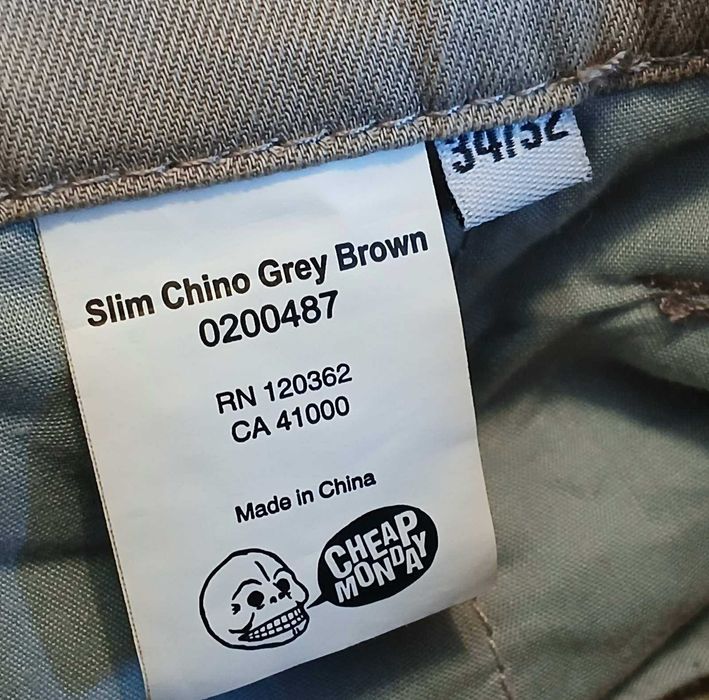 34/32
Slim Chino Grey Brown
0200487
RN 120362
CA 41000
Made in China
CHEAP
MONDAY